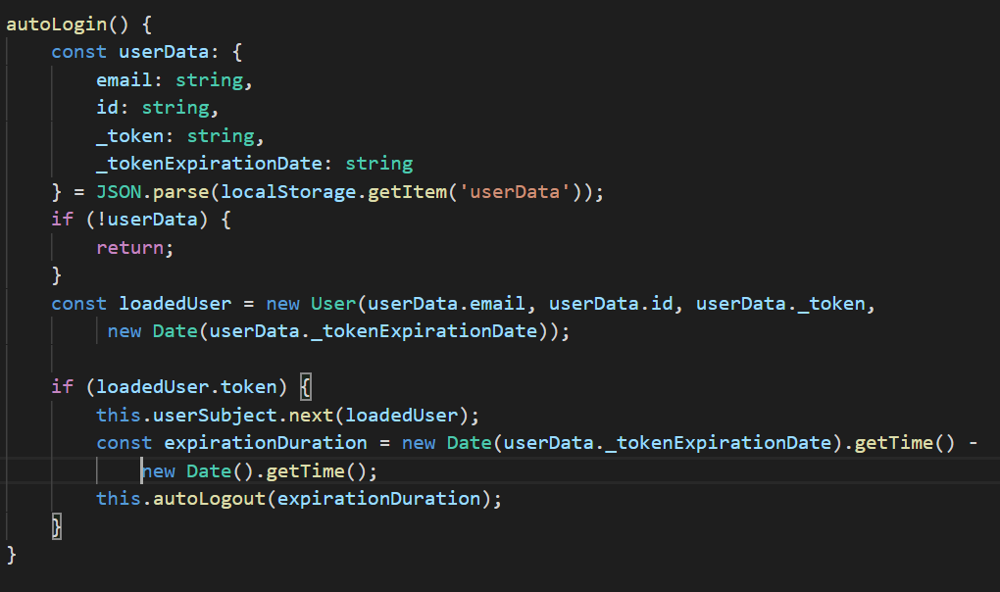 autoLogin() {
    const userData: {
        email: string,
        id: string,
        _token: string,
        _tokenExpirationDate: string
    } = JSON.parse(localStorage.getItem('userData'));
    if (!userData) {
        return;
    }
    const loadedUser = new User(userData.email, userData.id, userData._token,
         new Date(userData._tokenExpirationDate));

    if (loadedUser.token) {
        this.userSubject.next(loadedUser);
        const expirationDuration = new Date(userData._tokenExpirationDate).getTime() -
            new Date().getTime();
        this.autoLogout(expirationDuration);
    }
}